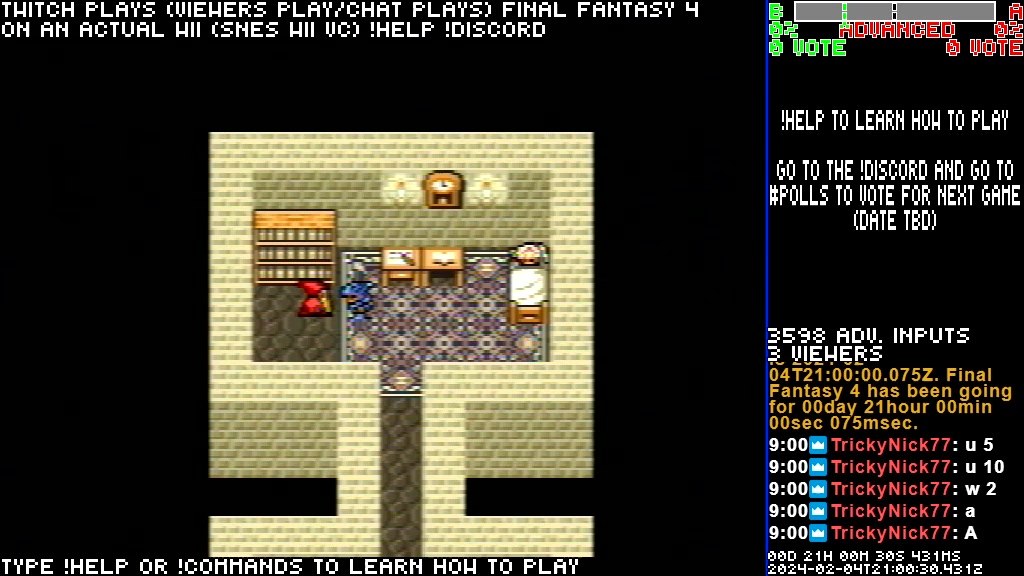 TWITCH PLAYS (VIEWERS PLAY/CHAT PLAYS) FINAL FANTASY 4
ON AN ACTUAL WII (SNES WII VC) !HELP !DISCORD
B A
0% ADVANCED 0%
0 VOTE 0 VOTE
!HELP TO LEARN HOW TO PLAY
GO TO THE !DISCORD AND GO TO
#POLLS TO VOTE FOR NEXT GAME
(DATE TBD)
3598 ADV. INPUTS
3 VIEWERS
04T21:00:00.075Z. Final
Fantasy 4 has been going
for 00day 21hour 00min
00sec 075msec.
9:00 TrickyNick77: u 5
9:00 TrickyNick77: u 10
9:00 TrickyNick77: w 2
9:00 TrickyNick77: a
9:00 TrickyNick77: A
00D 21H 00M 30S 431MS
2024-02-04T21:00:30.431Z
TYPE !HELP OR !COMMANDS TO LEARN HOW TO PLAY